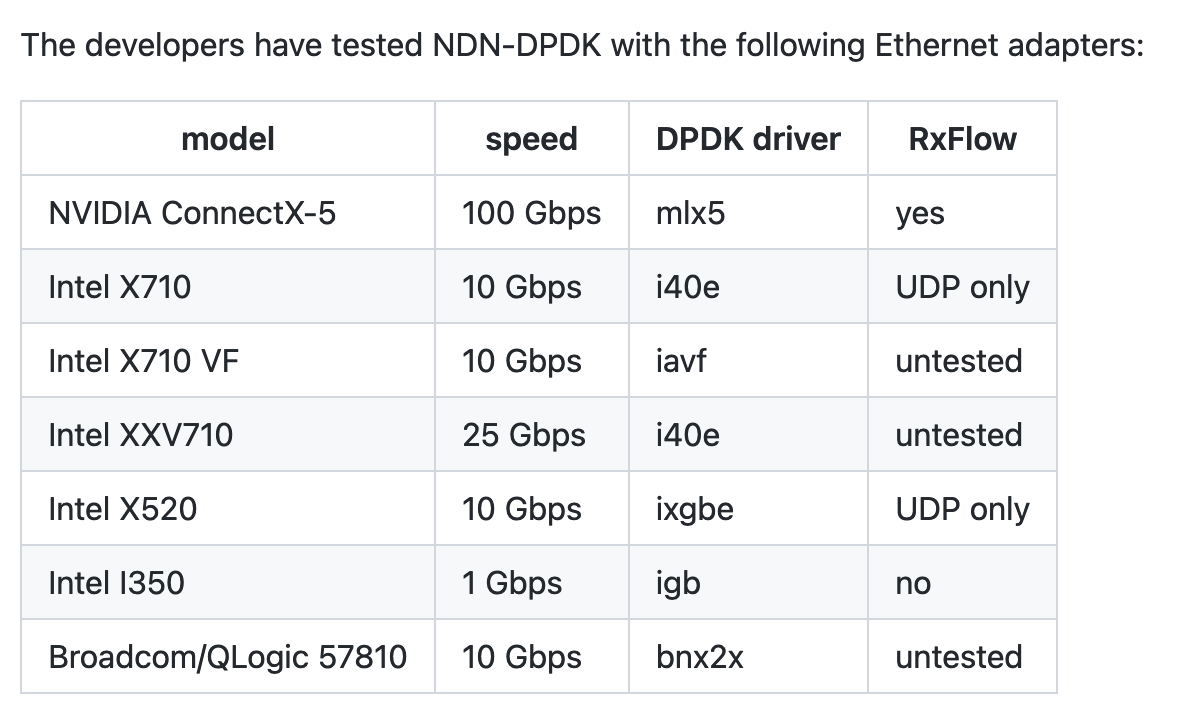 The developers have tested NDN-DPDK with the following Ethernet adapters:
model speed DPDK driver RxFlow
NVIDIA ConnectX-5 100 Gbps mlx5 yes
Intel X710 10 Gbps i40e UDP only
Intel X710 VF 10 Gbps iavf untested
Intel XXV710 25 Gbps i40e untested
Intel X520 10 Gbps ixgbe UDP only
Intel I350 1 Gbps igb no
Broadcom/QLogic 57810 10 Gbps bnx2x untested